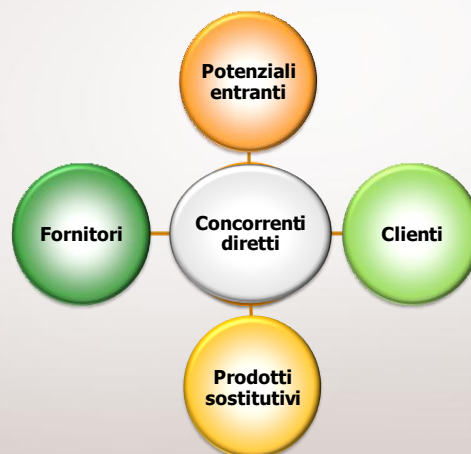 Potenziali
entranti
Fornitori
Concorrenti
diretti
Clienti
Prodotti
sostitutivi